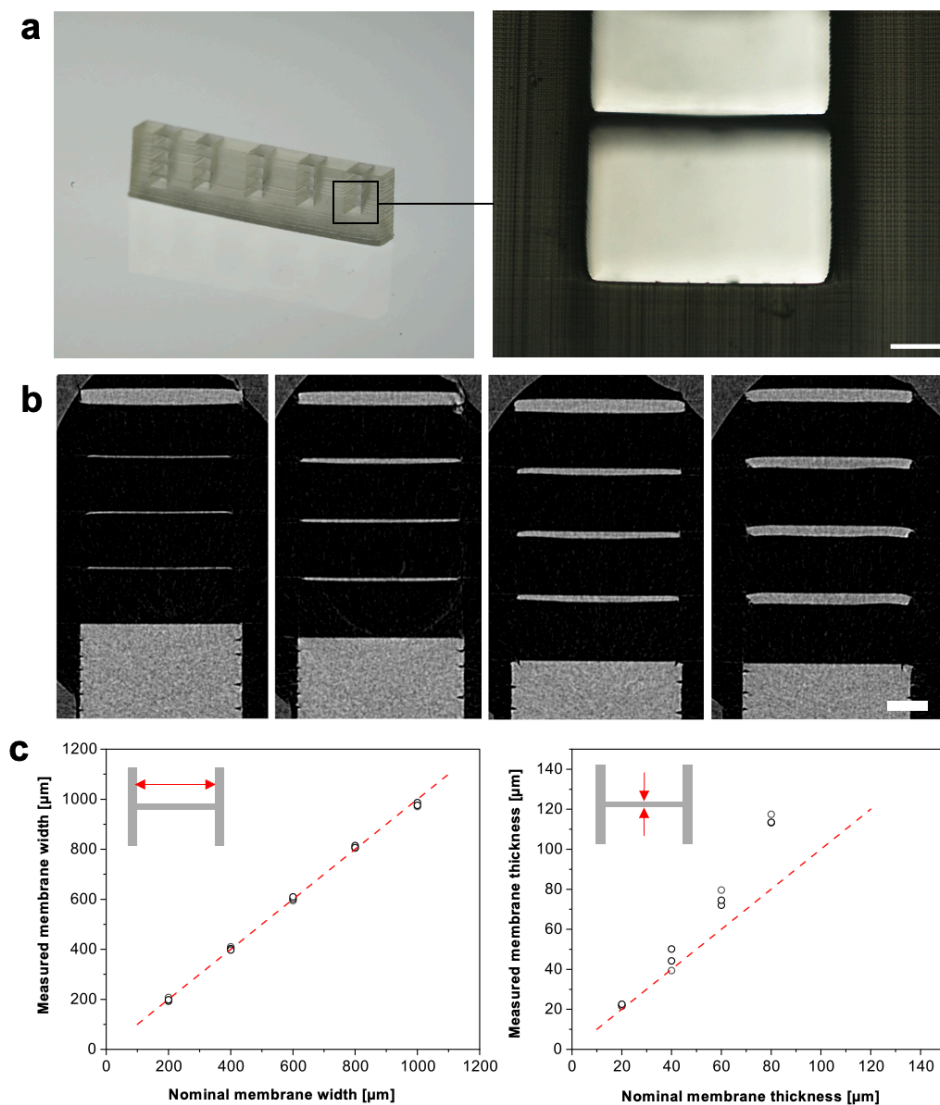 a
b
c
1200
1000
800
600
400
200
0
Measured membrane width [µm]
0 200 400 600 800 1000 1200
Nominal membrane width [µm]
140
120
100
80
60
40
20
0
Measured membrane thickness [µm]
0 20 40 60 80 100 120 140
Nominal membrane thickness [µm]